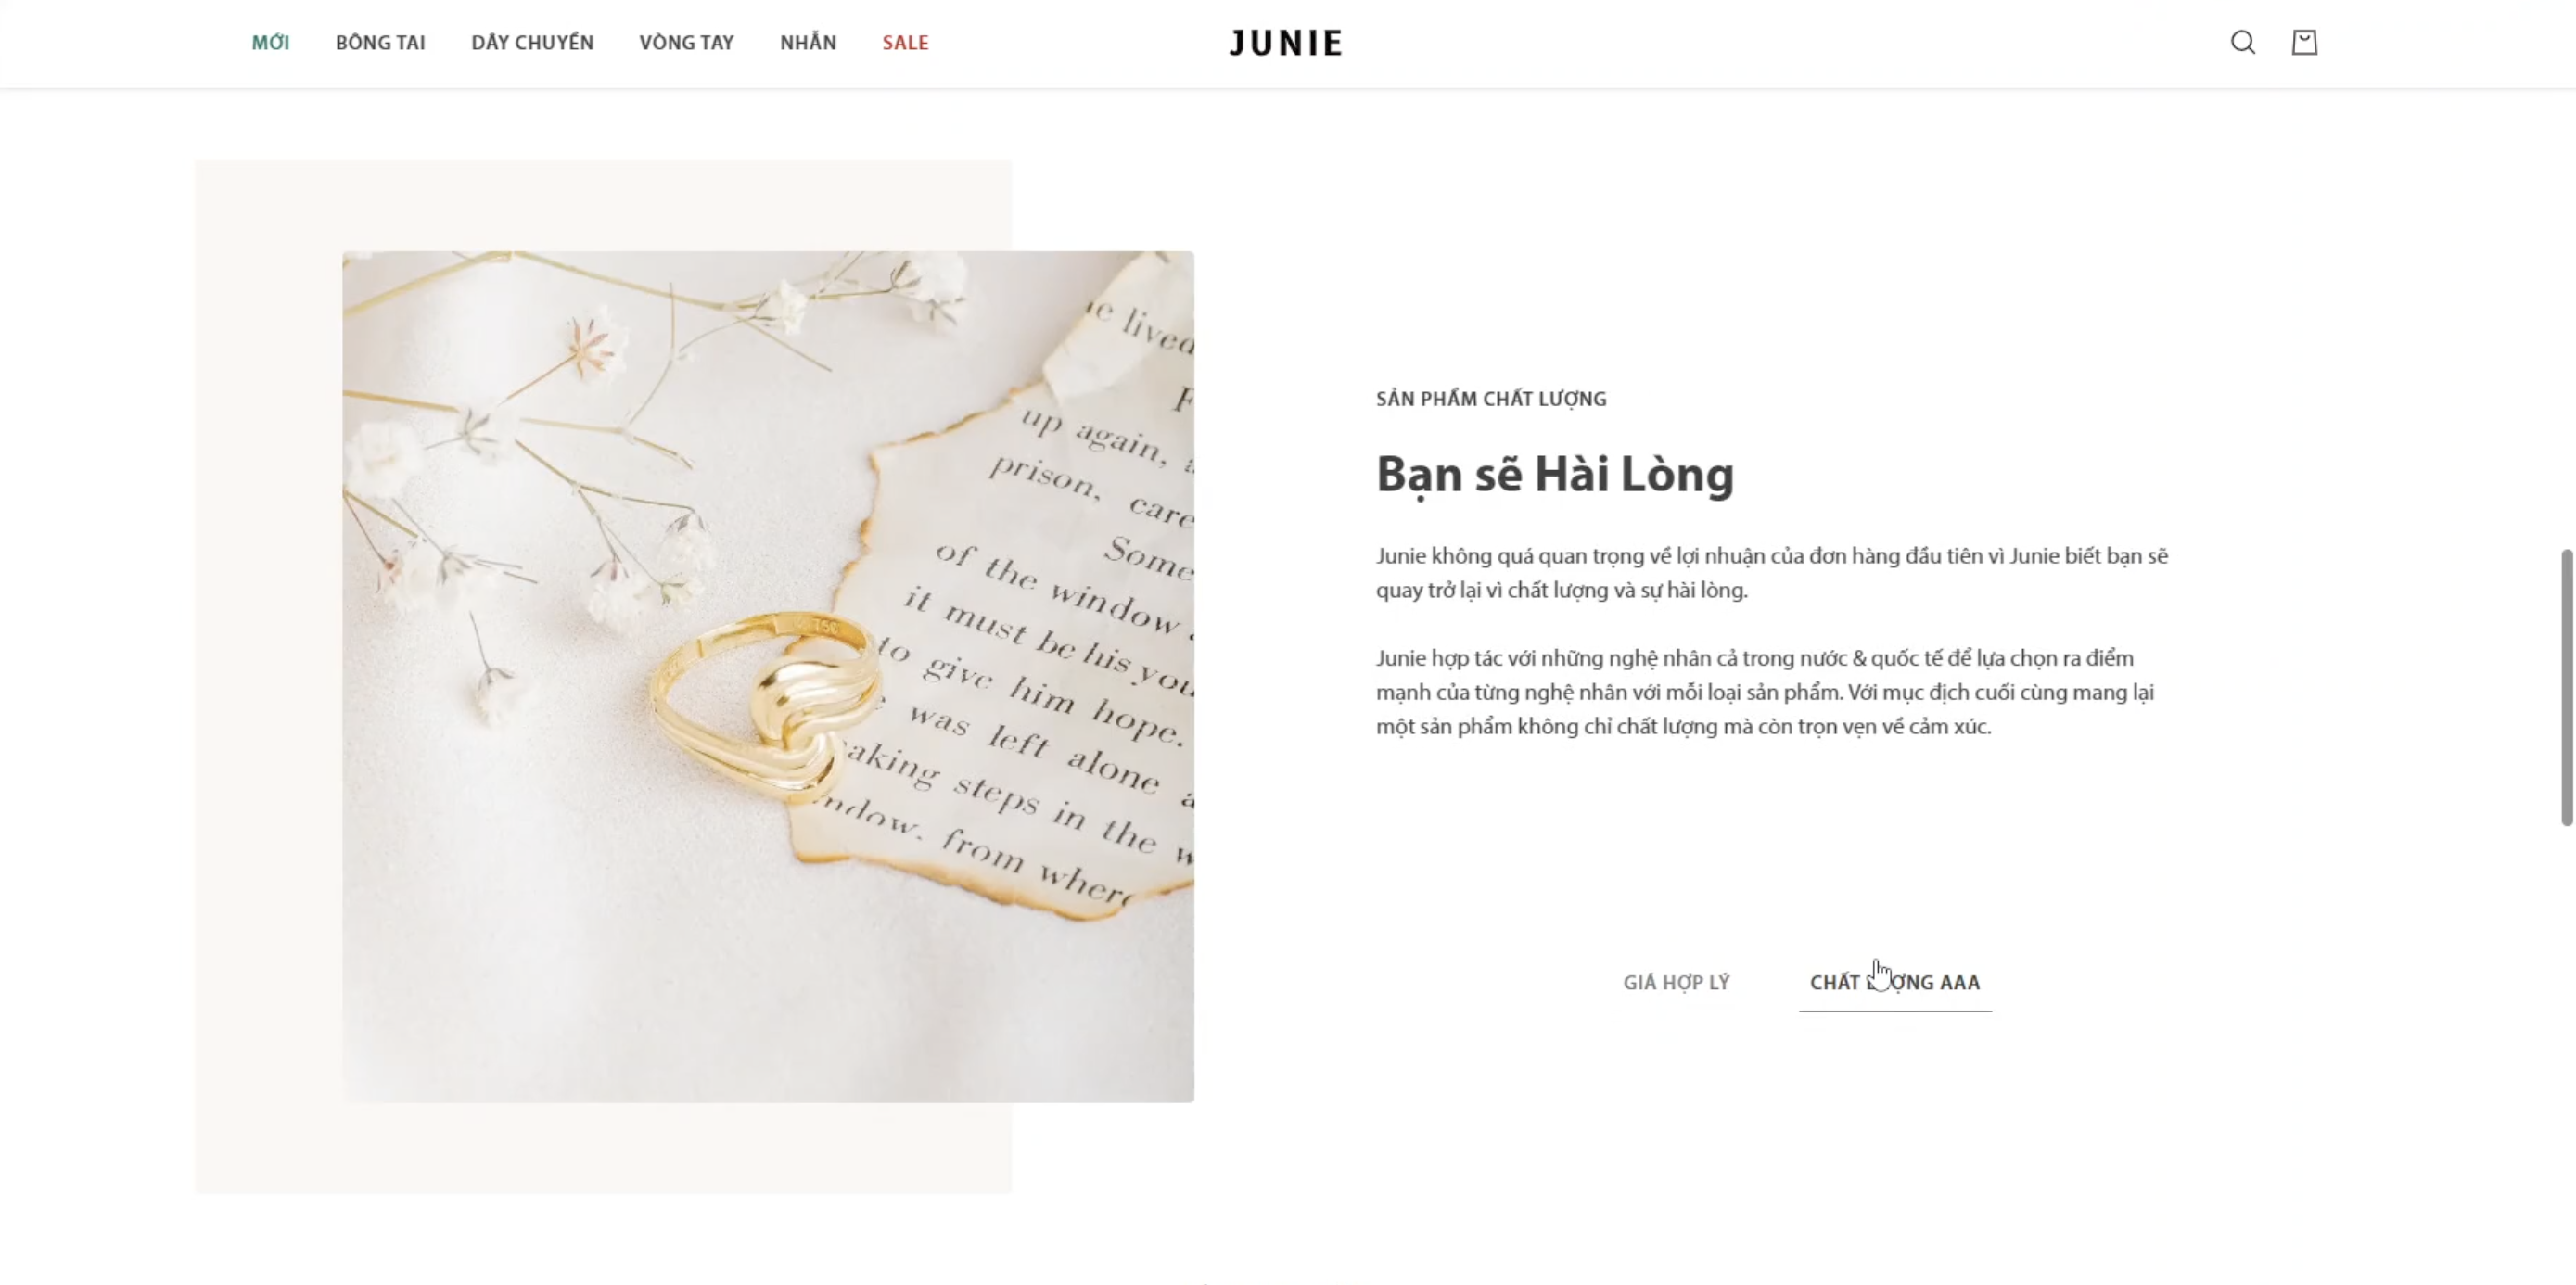 MỚI BÔNG TAI DÂY CHUYỀN VÒNG TAY NHẪN SALE JUNIE
SẢN PHẨM CHẤT LƯỢNG
Bạn sẽ Hài Lòng
Junie không quá quan trọng về lợi nhuận của đơn hàng đầu tiên vì Junie biết bạn sẽ
quay trở lại vì chất lượng và sự hài lòng.
Junie hợp tác với những nghệ nhân cả trong nước & quốc tế để lựa chọn ra điểm
mạnh của từng nghệ nhân với mỗi loại sản phẩm. Với mục địch cuối cùng mang lại
một sản phẩm không chỉ chất lượng mà còn trọn vẹn về cảm xúc.
GIÁ HỢP LÝ CHẤT LƯỢNG AAA
lived
up again,
prison, care
Some
of the window
it must be his you
to give him hope.
was left alone
aking steps in the
ndow. from where